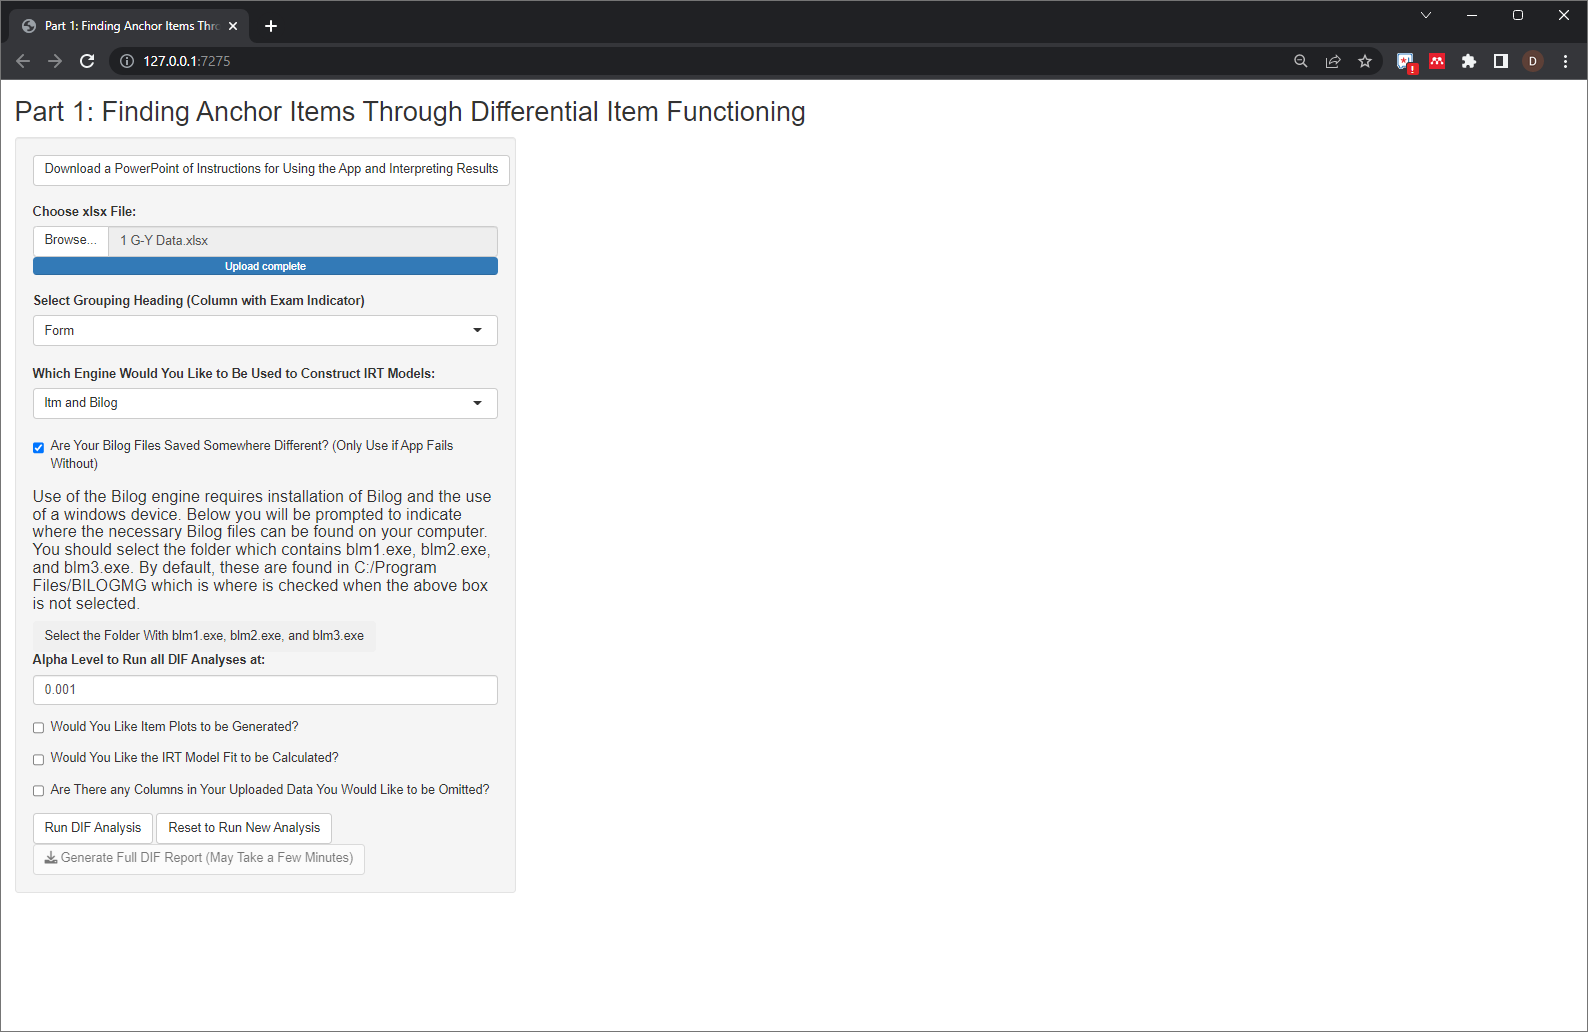 Part 1: Finding Anchor Items Thr
127.0.0.1:7275
D
Part 1: Finding Anchor Items Through Differential Item Functioning
Download a PowerPoint of Instructions for Using the App and Interpreting Results
Choose xlsx File:
Browse... 1 G-Y Data.xlsx
Upload complete
Select Grouping Heading (Column with Exam Indicator)
Form
Which Engine Would You Like to Be Used to Construct IRT Models:
ltm and Bilog
Are Your Bilog Files Saved Somewhere Different? (Only Use if App Fails
Without)
Use of the Bilog engine requires installation of Bilog and the use
of a windows device. Below you will be prompted to indicate
where the necessary Bilog files can be found on your computer.
You should select the folder which contains blm1.exe, blm2.exe,
and blm3.exe. By default, these are found in C:/Program
Files/BILOGMG which is where is checked when the above box
is not selected.
Select the Folder With blm1.exe, blm2.exe, and blm3.exe
Alpha Level to Run all DIF Analyses at:
0.001
Would You Like Item Plots to be Generated?
Would You Like the IRT Model Fit to be Calculated?
Are There any Columns in Your Uploaded Data You Would Like to be Omitted?
Run DIF Analysis Reset to Run New Analysis
Generate Full DIF Report (May Take a Few Minutes)